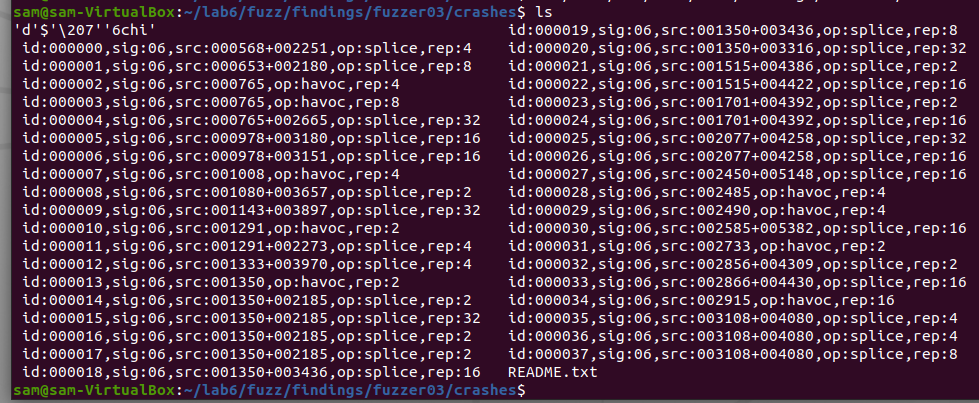 sam@sam-VirtualBox:~/lab6/fuzz/findings/fuzzer03/crashes$ ls
'd'$'\207''6chi'                                      id:000019,sig:06,src:001350+003436,op:splice,rep:8
id:000000,sig:06,src:000568+002251,op:splice,rep:4    id:000020,sig:06,src:001350+003316,op:splice,rep:32
id:000001,sig:06,src:000653+002180,op:splice,rep:8    id:000021,sig:06,src:001515+004386,op:splice,rep:2
id:000002,sig:06,src:000765,op:havoc,rep:4            id:000022,sig:06,src:001515+004422,op:splice,rep:16
id:000003,sig:06,src:000765,op:havoc,rep:8            id:000023,sig:06,src:001701+004392,op:splice,rep:2
id:000004,sig:06,src:000765+002665,op:splice,rep:32   id:000024,sig:06,src:001701+004392,op:splice,rep:16
id:000005,sig:06,src:000978+003180,op:splice,rep:16   id:000025,sig:06,src:002077+004258,op:splice,rep:32
id:000006,sig:06,src:000978+003151,op:splice,rep:16   id:000026,sig:06,src:002077+004258,op:splice,rep:16
id:000007,sig:06,src:001008,op:havoc,rep:4            id:000027,sig:06,src:002450+005148,op:splice,rep:16
id:000008,sig:06,src:001080+003657,op:splice,rep:2    id:000028,sig:06,src:002485,op:havoc,rep:4
id:000009,sig:06,src:001143+003897,op:splice,rep:32   id:000029,sig:06,src:002490,op:havoc,rep:4
id:000010,sig:06,src:001291,op:havoc,rep:2            id:000030,sig:06,src:002585+005382,op:splice,rep:16
id:000011,sig:06,src:001291+002273,op:splice,rep:4    id:000031,sig:06,src:002733,op:havoc,rep:2
id:000012,sig:06,src:001333+003970,op:splice,rep:4    id:000032,sig:06,src:002856+004309,op:splice,rep:2
id:000013,sig:06,src:001350,op:havoc,rep:2            id:000033,sig:06,src:002866+004430,op:splice,rep:16
id:000014,sig:06,src:001350+002185,op:splice,rep:2    id:000034,sig:06,src:002915,op:havoc,rep:16
id:000015,sig:06,src:001350+002185,op:splice,rep:32   id:000035,sig:06,src:003108+004080,op:splice,rep:4
id:000016,sig:06,src:001350+002185,op:splice,rep:2    id:000036,sig:06,src:003108+004080,op:splice,rep:4
id:000017,sig:06,src:001350+002185,op:splice,rep:2    id:000037,sig:06,src:003108+004080,op:splice,rep:8
id:000018,sig:06,src:001350+003436,op:splice,rep:16   README.txt
sam@sam-VirtualBox:~/lab6/fuzz/findings/fuzzer03/crashes$